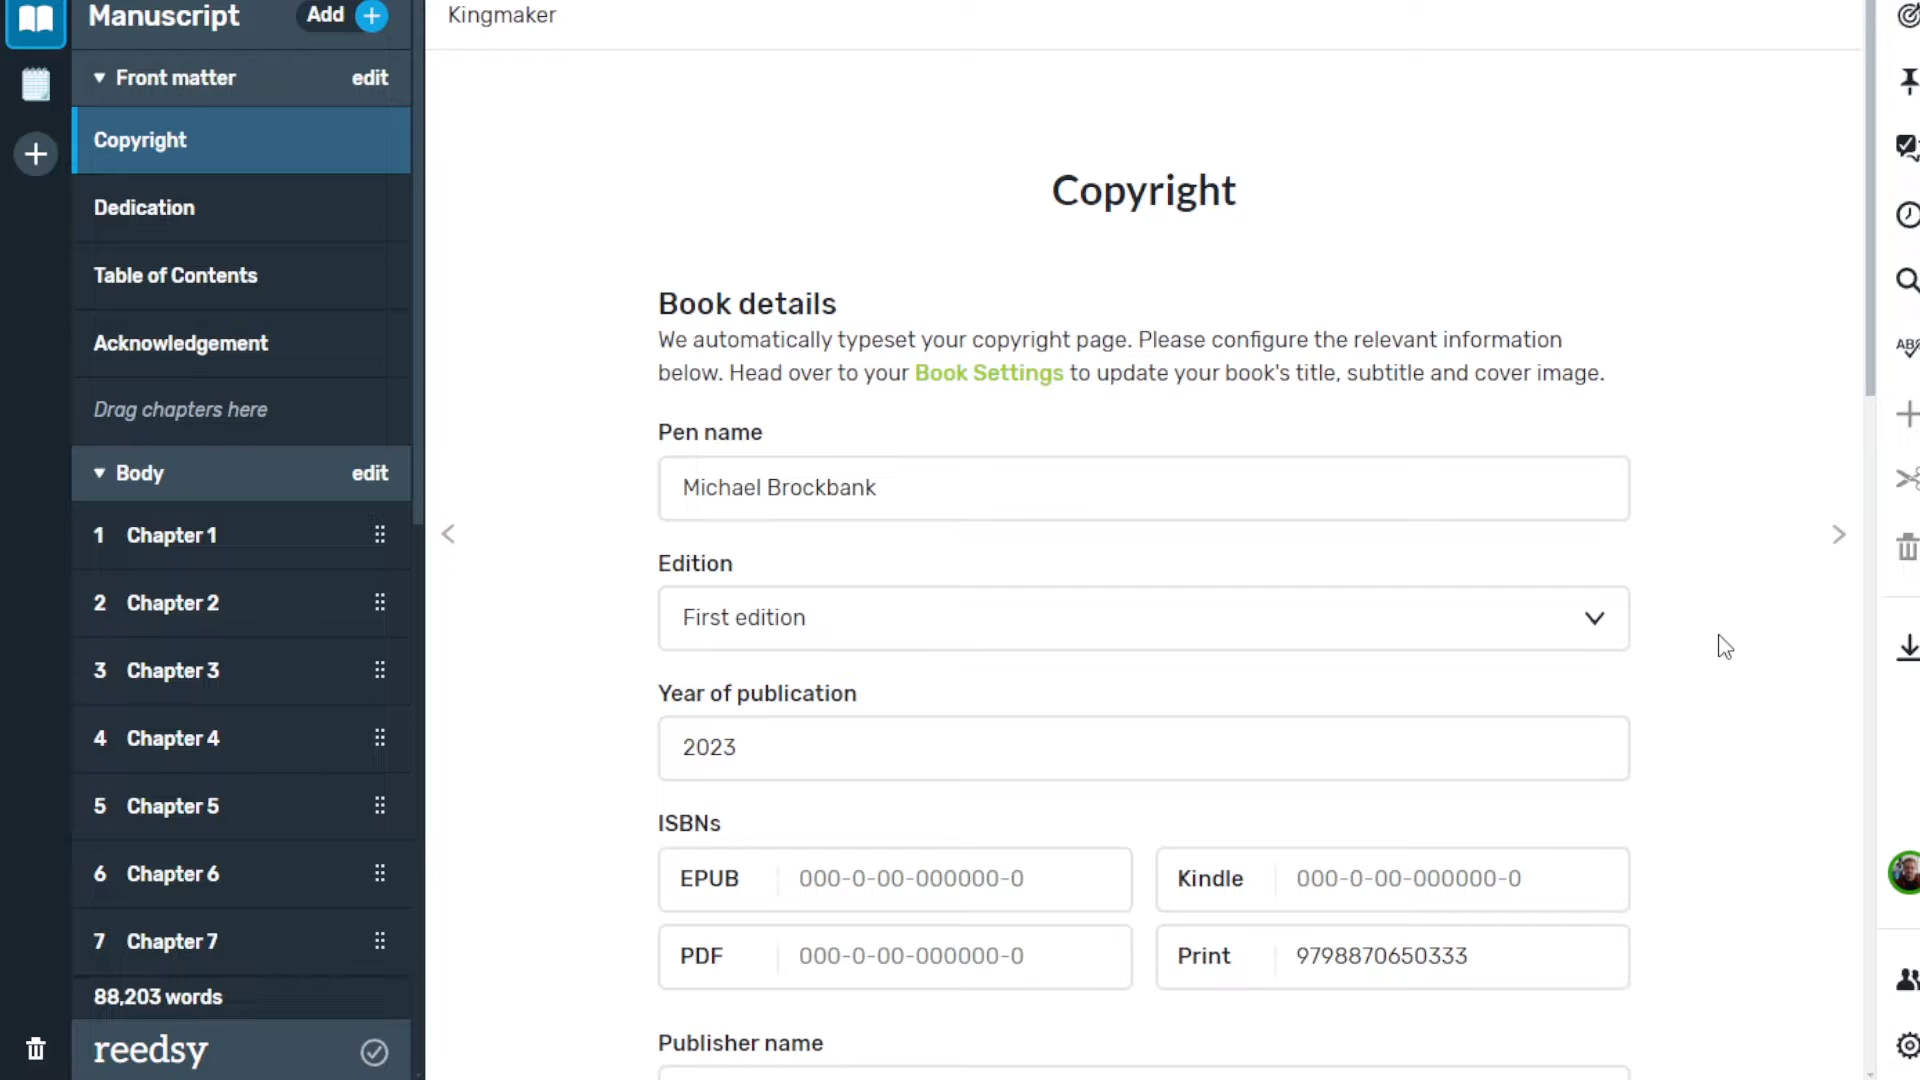 Manuscript
Add
Kingmaker
Front matter
edit
Copyright
Dedication
Table of Contents
Acknowledgement
Drag chapters here
Body
edit
1 Chapter 1
2 Chapter 2
3 Chapter 3
4 Chapter 4
5 Chapter 5
6 Chapter 6
7 Chapter 7
88,203 words
reedsy
Copyright
Book details
We automatically typeset your copyright page. Please configure the relevant information
below. Head over to your Book Settings to update your book's title, subtitle and cover image.
Pen name
Michael Brockbank
Edition
First edition
Year of publication
2023
ISBNs
EPUB 000-0-00-000000-0
Kindle 000-0-00-000000-0
PDF 000-0-00-000000-0
Print 9798870650333
Publisher name